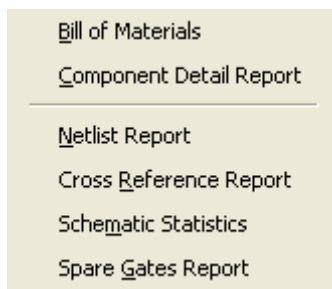 Bill of Materials
Component Detail Report
Netlist Report
Cross Reference Report
Schematic Statistics
Spare Gates Report